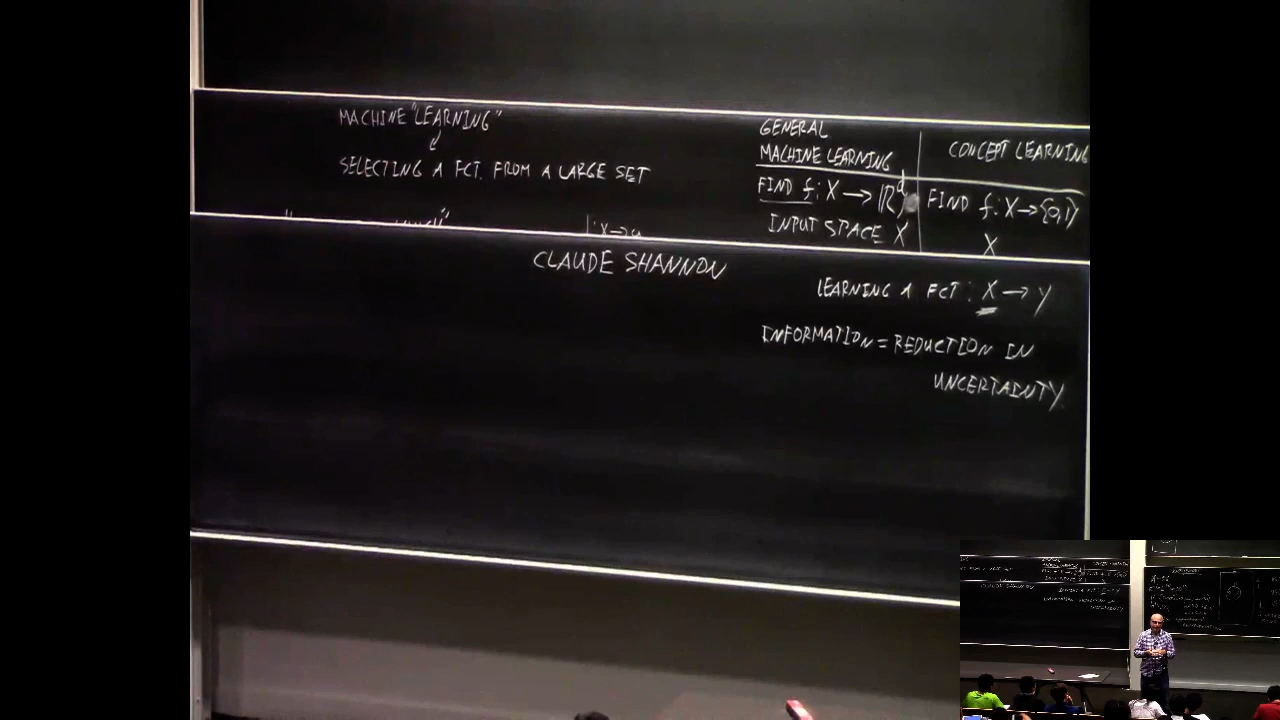 MACHINE "LEARNING"
SELECTING A FCT. FROM A LARGE SET
GENERAL
MACHINE LEARNING
FIND f: X → ℝᵈ
INPUT SPACE X
CONCEPT LEARNING
FIND f: X → {0,1}
X
CLAUDE SHANNON
LEARNING A FCT: X → Y
INFORMATION = REDUCTION IN
UNCERTAINTY